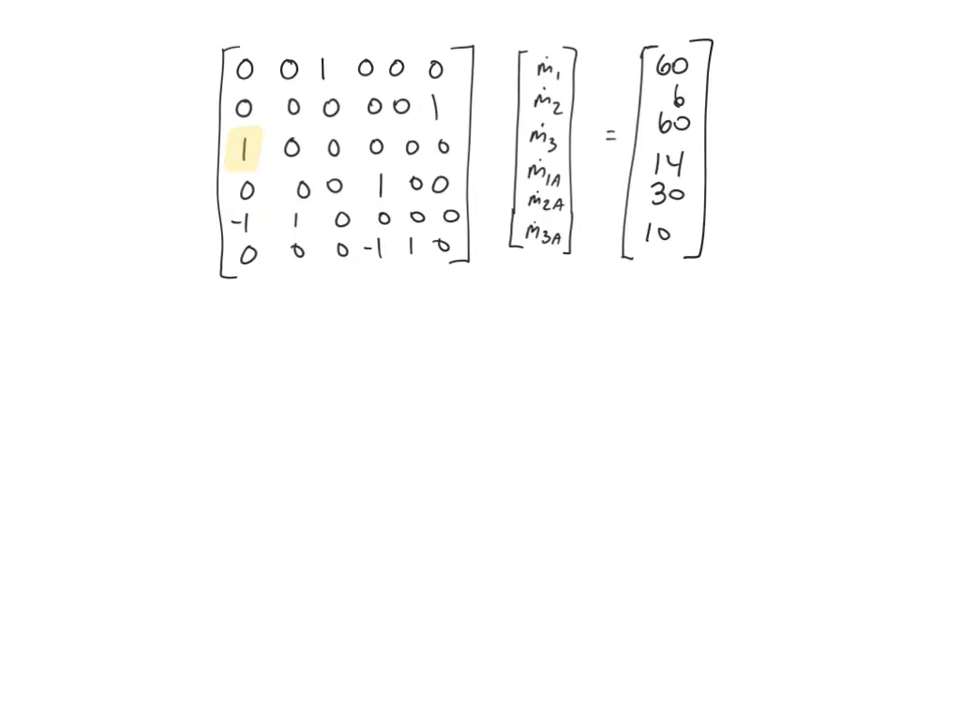 0 0 1 0 0 0 ṁ1 60
0 0 0 0 0 1 ṁ2 6
1 0 0 0 0 0 ṁ3 = 60
0 0 0 1 0 0 ṁ1A 14
-1 1 0 0 0 0 ṁ2A 30
0 0 0 -1 1 0 ṁ3A 10